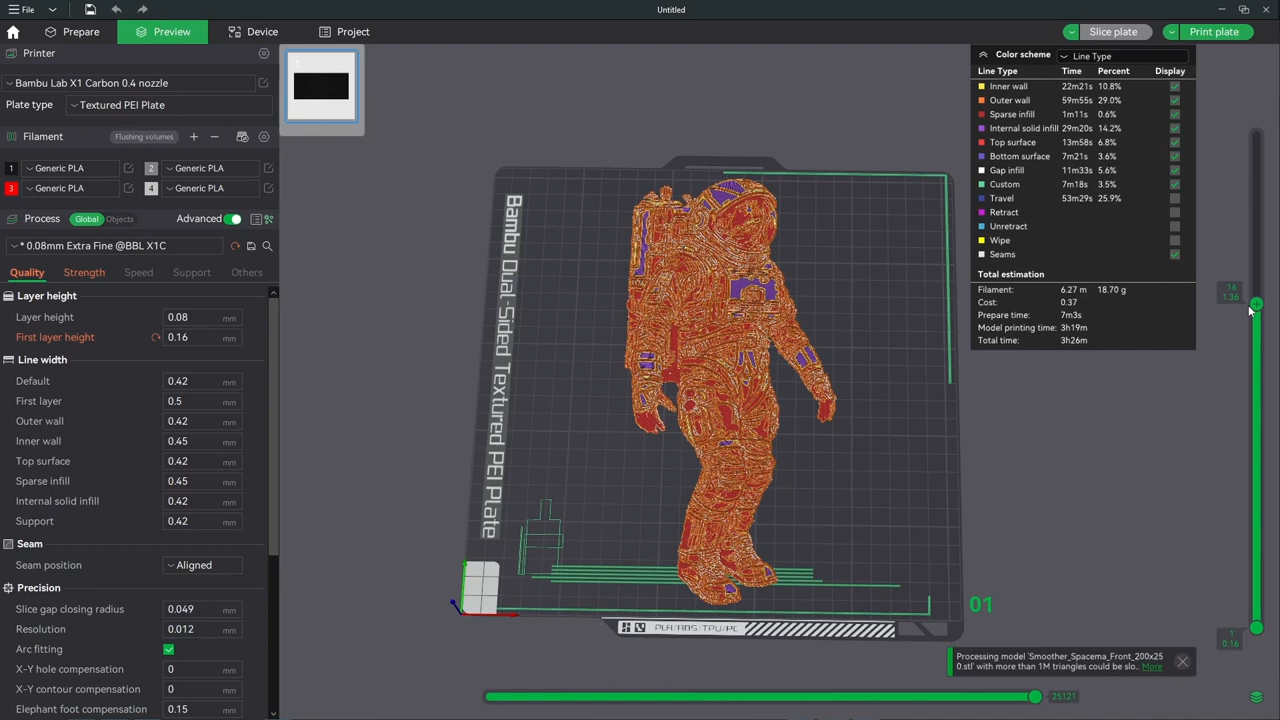 File
Untitled
Prepare
Preview
Device
Project
Slice plate
Print plate
Printer
Bambu Lab X1 Carbon 0.4 nozzle
Plate type
Textured PEI Plate
Filament
Flushing volumes
1 Generic PLA
2 Generic PLA
3 Generic PLA
4 Generic PLA
Process
Global
Objects
Advanced
* 0.08mm Extra Fine @BBL X1C
Quality
Strength
Speed
Support
Others
Layer height
Layer height 0.08 mm
First layer height 0.16 mm
Line width
Default 0.42 mm
First layer 0.5 mm
Outer wall 0.42 mm
Inner wall 0.45 mm
Top surface 0.42 mm
Sparse infill 0.45 mm
Internal solid infill 0.42 mm
Support 0.42 mm
Seam
Seam position Aligned
Precision
Slice gap closing radius 0.049 mm
Resolution 0.012 mm
Arc fitting
X-Y hole compensation 0 mm
X-Y contour compensation 0 mm
Elephant foot compensation 0.15 mm
1
Bambu Dual-Sided Textured PEI Plate
PLA/ABS/TPU/PC
01
Color scheme Line Type
Line Type Time Percent Display
Inner wall 22m21s 10.8%
Outer wall 59m55s 29.0%
Sparse infill 1m11s 0.6%
Internal solid infill 29m20s 14.2%
Top surface 13m58s 6.8%
Bottom surface 7m21s 3.6%
Gap infill 11m33s 5.6%
Custom 7m18s 3.5%
Travel 53m29s 25.9%
Retract
Unretract
Wipe
Seams
Total estimation
Filament: 6.27 m 18.70 g
Cost: 0.37
Prepare time: 7m3s
Model printing time: 3h19m
Total time: 3h26m
16
1.36
1
0.16
Processing model 'Smoother_Spacema_Front_200x25
0.stl' with more than 1M triangles could be slo.. More
25121